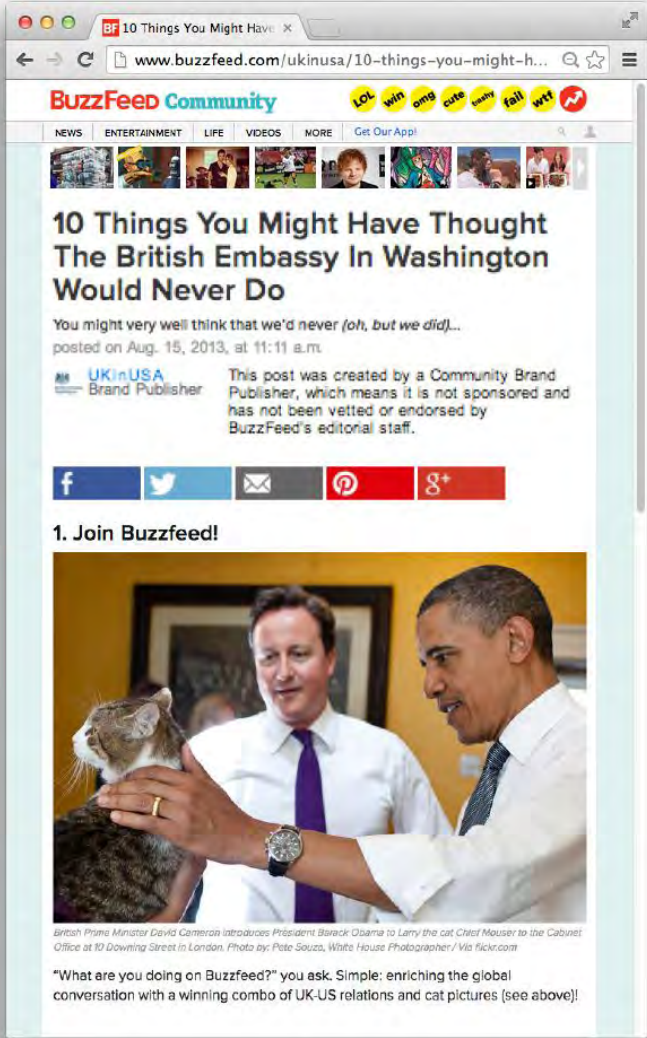 BF 10 Things You Might Have
www.buzzfeed.com/ukinusa/10-things-you-might-h...
BuzzFeed Community
LOL win omg cute trashy fail wtf
NEWS ENTERTAINMENT LIFE VIDEOS MORE Get Our App!
10 Things You Might Have Thought
The British Embassy In Washington
Would Never Do
You might very well think that we'd never (oh, but we did)...
posted on Aug. 15, 2013, at 11:11 a.m.
UKinUSA
Brand Publisher
This post was created by a Community Brand
Publisher, which means it is not sponsored and
has not been vetted or endorsed by
BuzzFeed's editorial staff.
f
g+
1. Join Buzzfeed!
British Prime Minister David Cameron introduces President Barack Obama to Larry the cat Chief Mouser to the Cabinet
Office at 10 Downing Street in London. Photo by: Pete Souza, White House Photographer / Via flickr.com
"What are you doing on Buzzfeed?" you ask. Simple: enriching the global
conversation with a winning combo of UK-US relations and cat pictures (see above)!